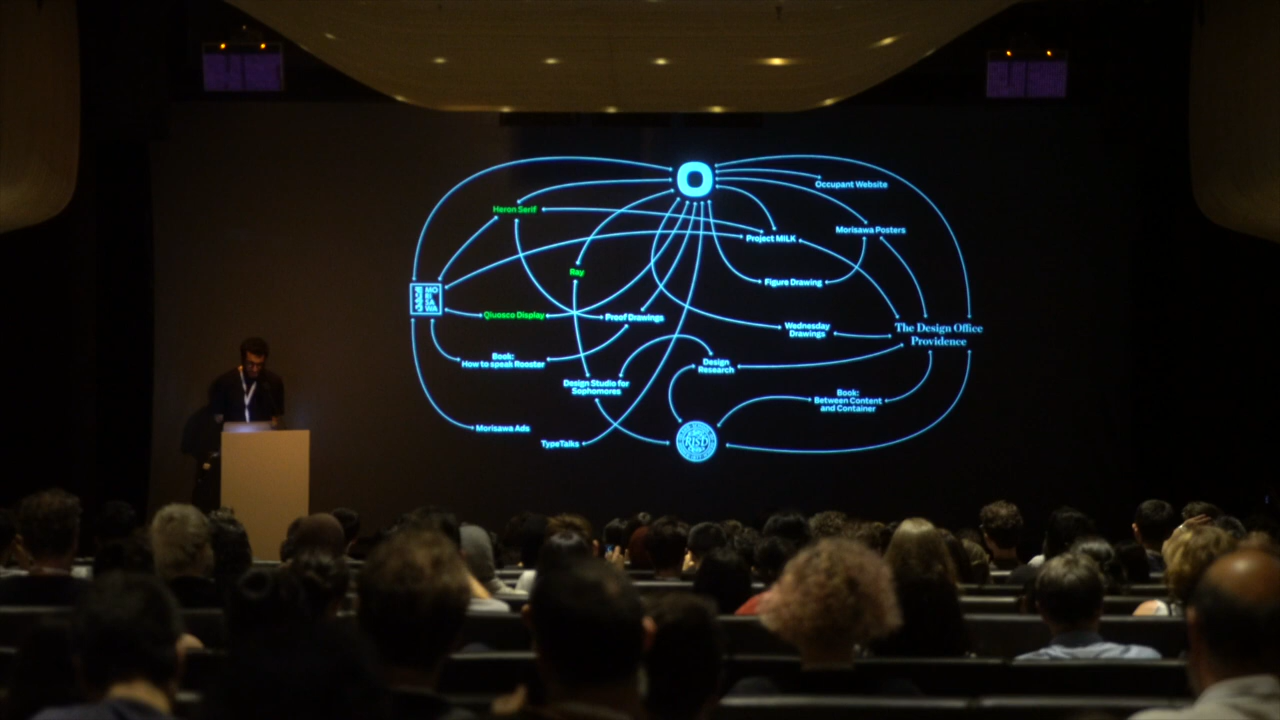 O
Occupant Website
Haron Serif
Morisawa Posters
Project MILK
Ray
Figure Drawing
MO
RI
SA
WA
Qiuosco Display
Proof Drawings
Wednesday
Drawings
The Design Office
Providence
Book:
How to speak Rooster
Design
Research
Design Studio for
Sophomores
Book:
Between Content
and Container
Morisawa Ads
TypeTalks
RISD